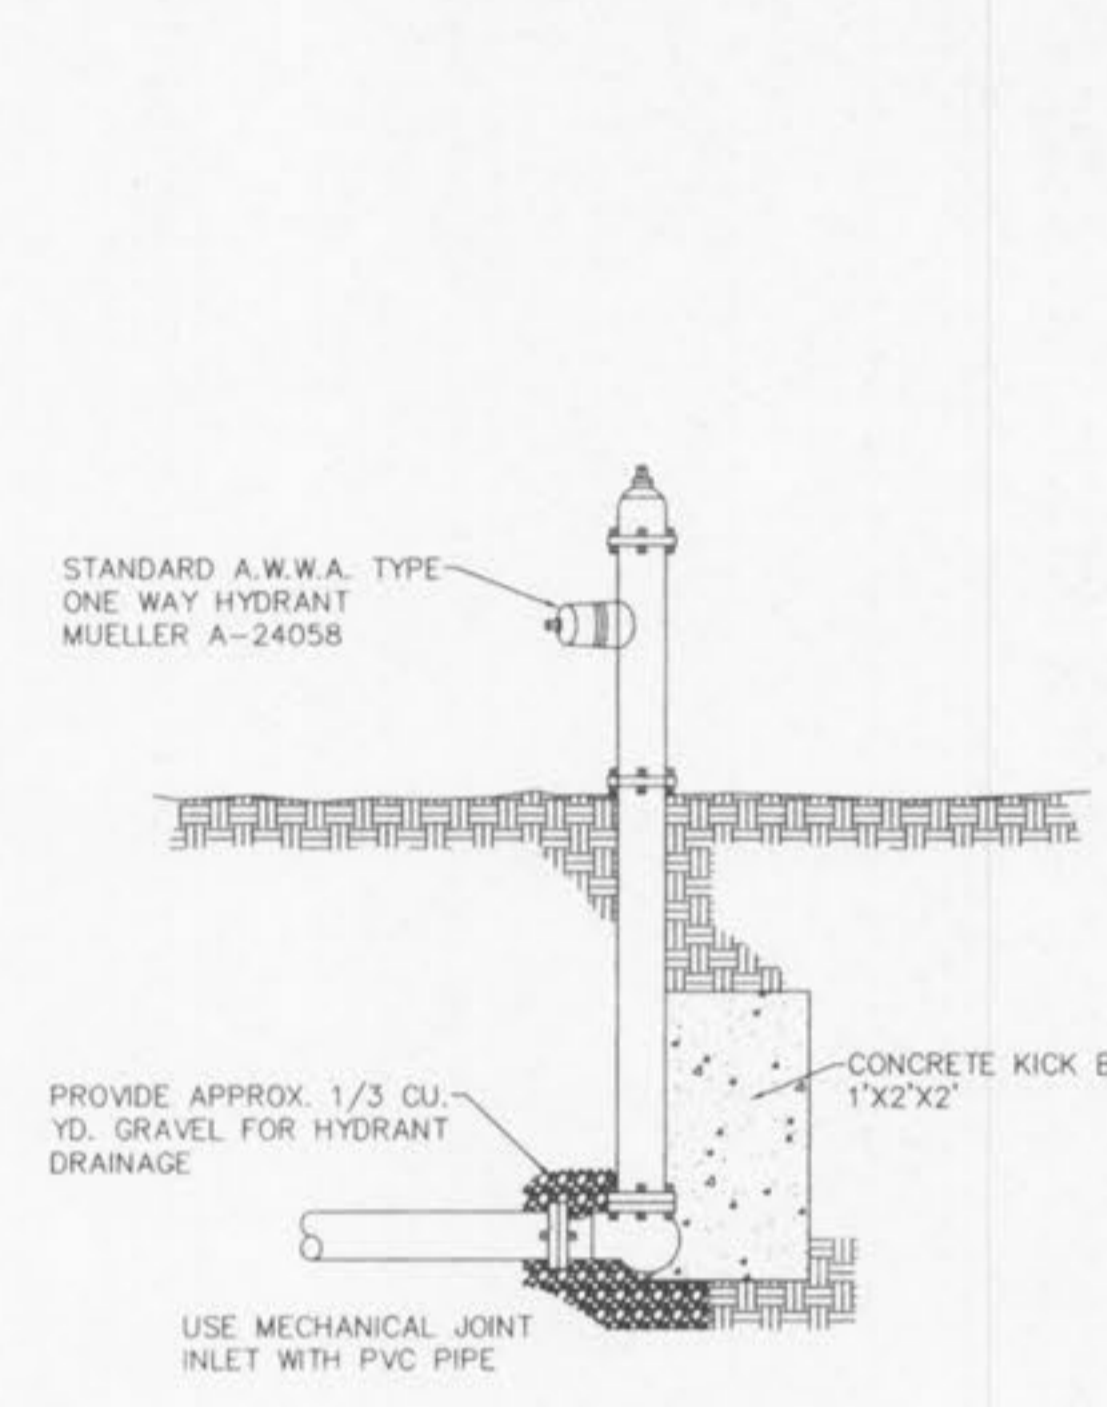 STANDARD A.W.W.A. TYPE
ONE WAY HYDRANT
MUELLER A-24058
CONCRETE KICK
1'X2'X2'
PROVIDE APPROX. 1/3 CU.
YD. GRAVEL FOR HYDRANT
DRAINAGE
USE MECHANICAL JOINT
INLET WITH PVC PIPE